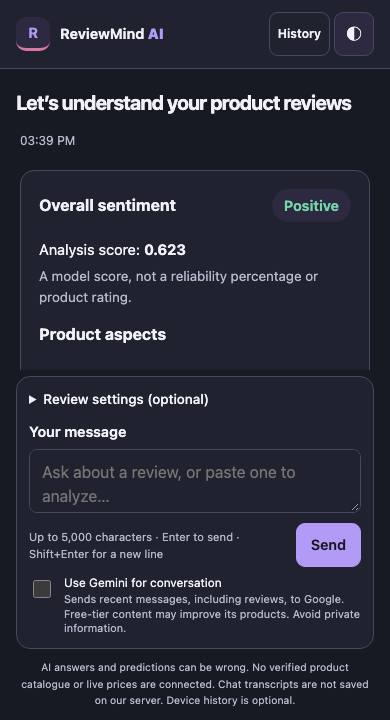 R ReviewMind AI History
Let's understand your product reviews
03:39 PM
Overall sentiment Positive
Analysis score: 0.623
A model score, not a reliability percentage or
product rating.
Product aspects
Review settings (optional)
Your message
Ask about a review, or paste one to
analyze...
Up to 5,000 characters · Enter to send ·
Shift+Enter for a new line
Send
Use Gemini for conversation
Sends recent messages, including reviews, to Google.
Free-tier content may improve its products. Avoid private
information.
AI answers and predictions can be wrong. No verified product
catalogue or live prices are connected. Chat transcripts are not saved
on our server. Device history is optional.